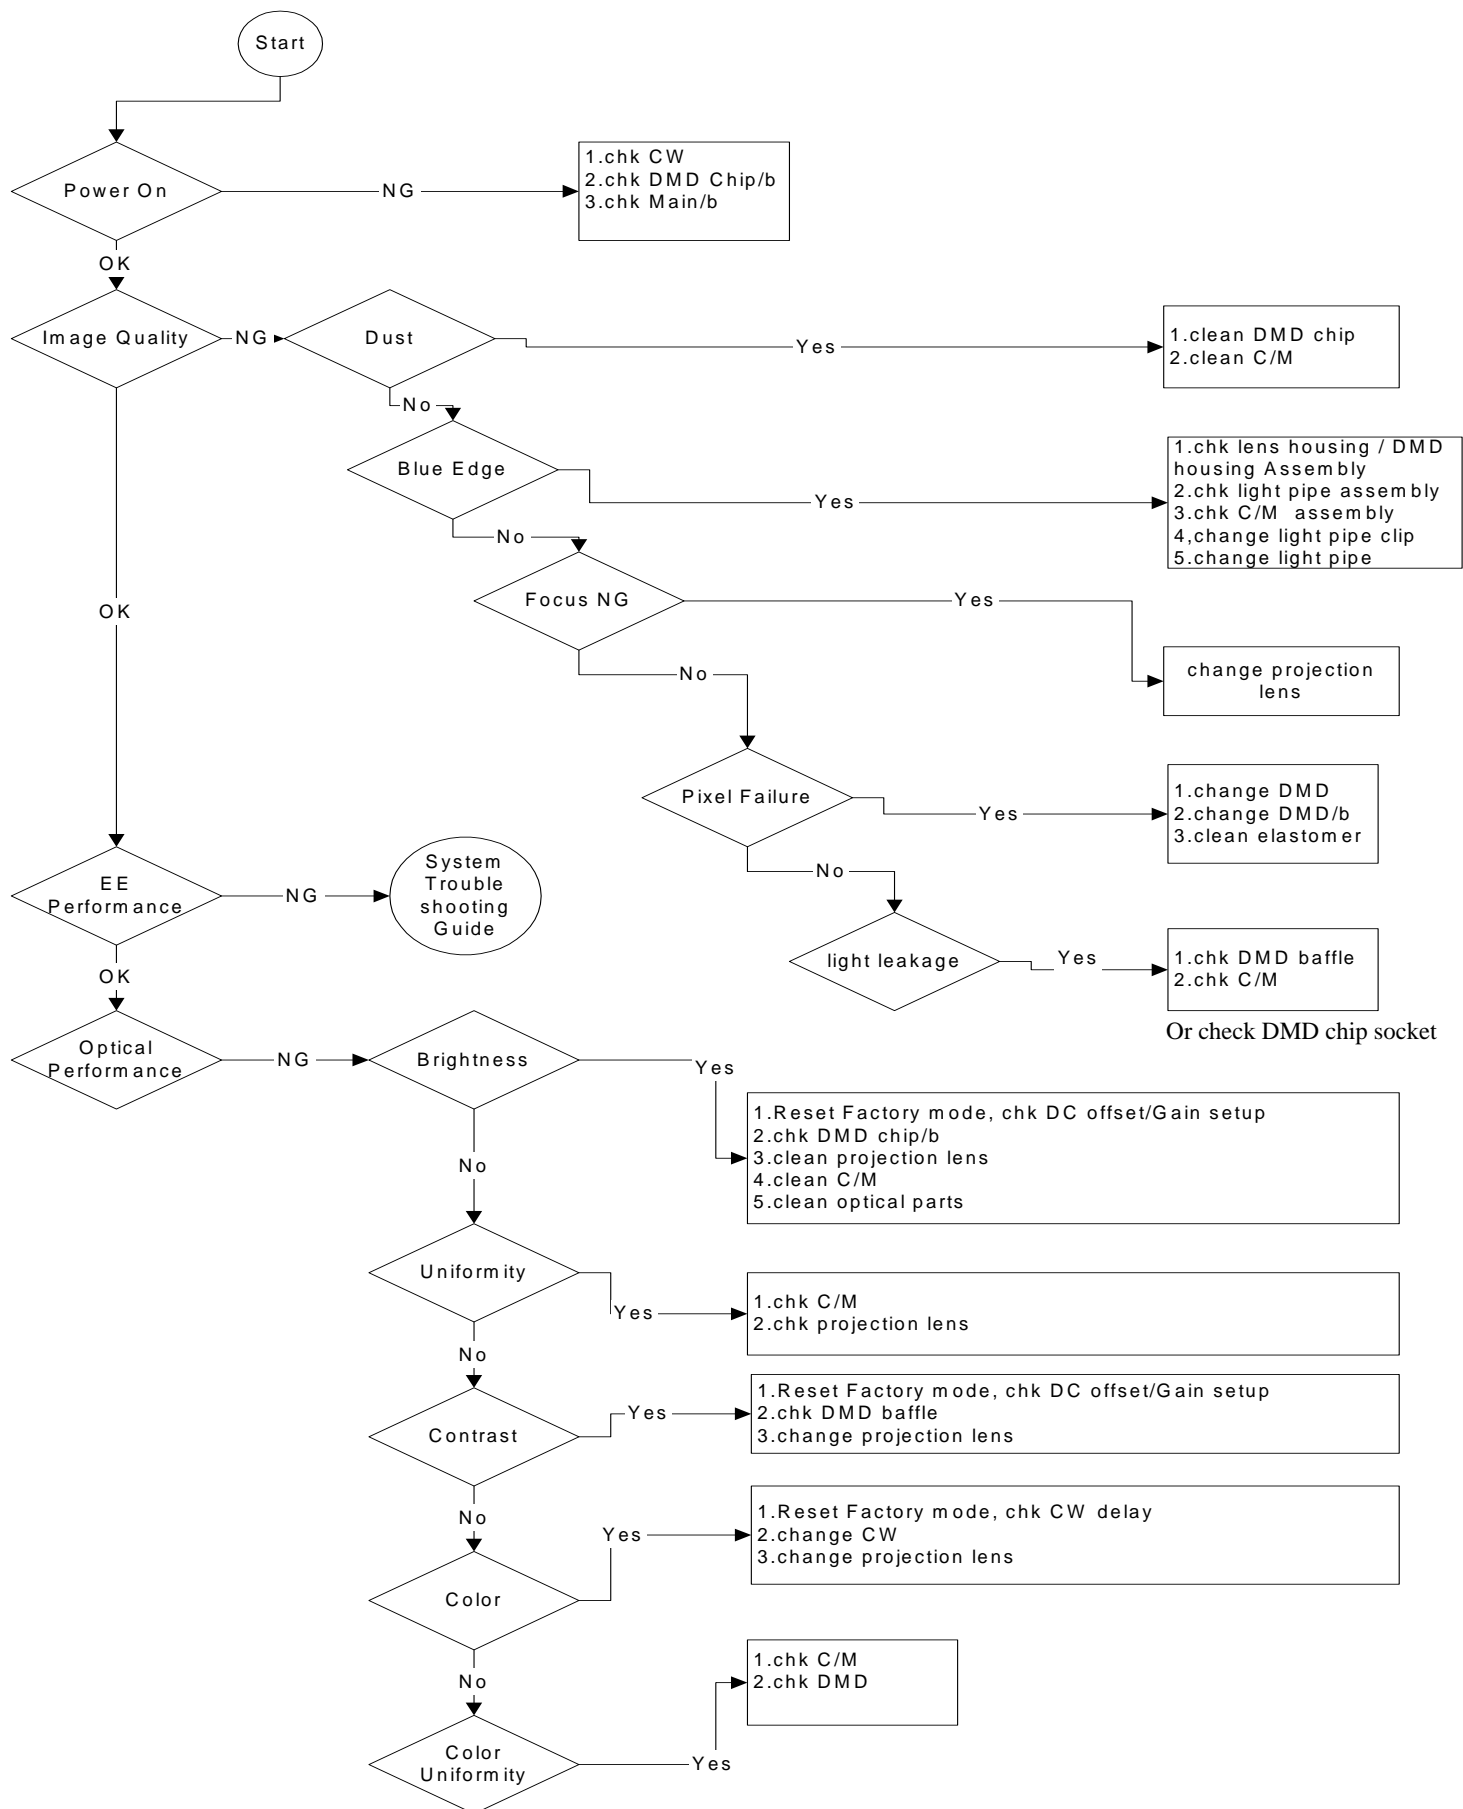 Start
Power On
NG
1.chk CW
2.chk DMD Chip/b
3.chk Main/b
OK
Image Quality
NG
Dust
Yes
1.clean DMD chip
2.clean C/M
No
Blue Edge
Yes
1.chk lens housing / DMD
housing Assembly
2.chk light pipe assembly
3.chk C/M assembly
4,change light pipe clip
5.change light pipe
No
OK
Focus NG
Yes
change projection
lens
No
Pixel Failure
Yes
1.change DMD
2.change DMD/b
3.clean elastomer
No
EE
Performance
NG
System
Trouble
shooting
Guide
light leakage
Yes
1.chk DMD baffle
2.chk C/M
Or check DMD chip socket
OK
Optical
Performance
NG
Brightness
Yes
1.Reset Factory mode, chk DC offset/Gain setup
2.chk DMD chip/b
3.clean projection lens
4.clean C/M
5.clean optical parts
No
Uniformity
Yes
1.chk C/M
2.chk projection lens
No
Contrast
Yes
1.Reset Factory mode, chk DC offset/Gain setup
2.chk DMD baffle
3.change projection lens
No
Color
Yes
1.Reset Factory mode, chk CW delay
2.change CW
3.change projection lens
No
Color
Uniformity
Yes
1.chk C/M
2.chk DMD